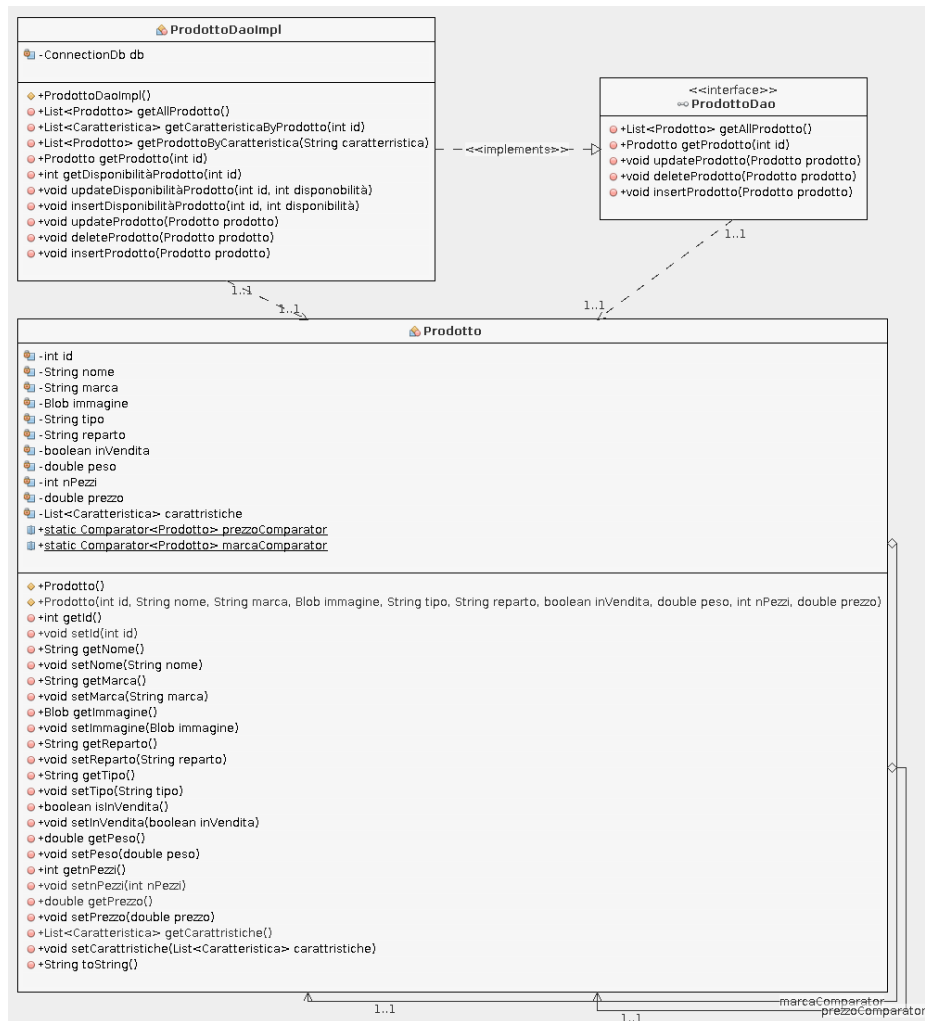 ProdottoDaoImpl
-ConnectionDb db
+ProdottoDaoImpl()
+List<Prodotto> getAllProdotto()
+List<Caratteristica> getCaratteristicaByProdotto(int id)
+List<Prodotto> getProdottoByCaratteristica(String caratterristica)
+Prodotto getProdotto(int id)
+int getDisponibilitàProdotto(int id)
+void updateDisponibilitàProdotto(int id, int disponobilità)
+void insertDisponibilitàProdotto(int id, int disponibilità)
+void updateProdotto(Prodotto prodotto)
+void deleteProdotto(Prodotto prodotto)
+void insertProdotto(Prodotto prodotto)
<<implements>>
<<interface>>
ProdottoDao
+List<Prodotto> getAllProdotto()
+Prodotto getProdotto(int id)
+void updateProdotto(Prodotto prodotto)
+void deleteProdotto(Prodotto prodotto)
+void insertProdotto(Prodotto prodotto)
1..1
1..1
1..1
1..1
Prodotto
-int id
-String nome
-String marca
-Blob immagine
-String tipo
-String reparto
-boolean inVendita
-double peso
-int nPezzi
-double prezzo
-List<Caratteristica> carattristiche
+static Comparator<Prodotto> prezzoComparator
+static Comparator<Prodotto> marcaComparator
+Prodotto()
+Prodotto(int id, String nome, String marca, Blob immagine, String tipo, String reparto, boolean inVendita, double peso, int nPezzi, double prezzo)
+int getId()
+void setId(int id)
+String getNome()
+void setNome(String nome)
+String getMarca()
+void setMarca(String marca)
+Blob getImmagine()
+void setImmagine(Blob immagine)
+String getReparto()
+void setReparto(String reparto)
+String getTipo()
+void setTipo(String tipo)
+boolean isInVendita()
+void setInVendita(boolean inVendita)
+double getPeso()
+void setPeso(double peso)
+int getnPezzi()
+void setnPezzi(int nPezzi)
+double getPrezzo()
+void setPrezzo(double prezzo)
+List<Caratteristica> getCarattristiche()
+void setCarattristiche(List<Caratteristica> carattristiche)
+String toString()
marcaComparator
1..1
prezzoComparator
1..1